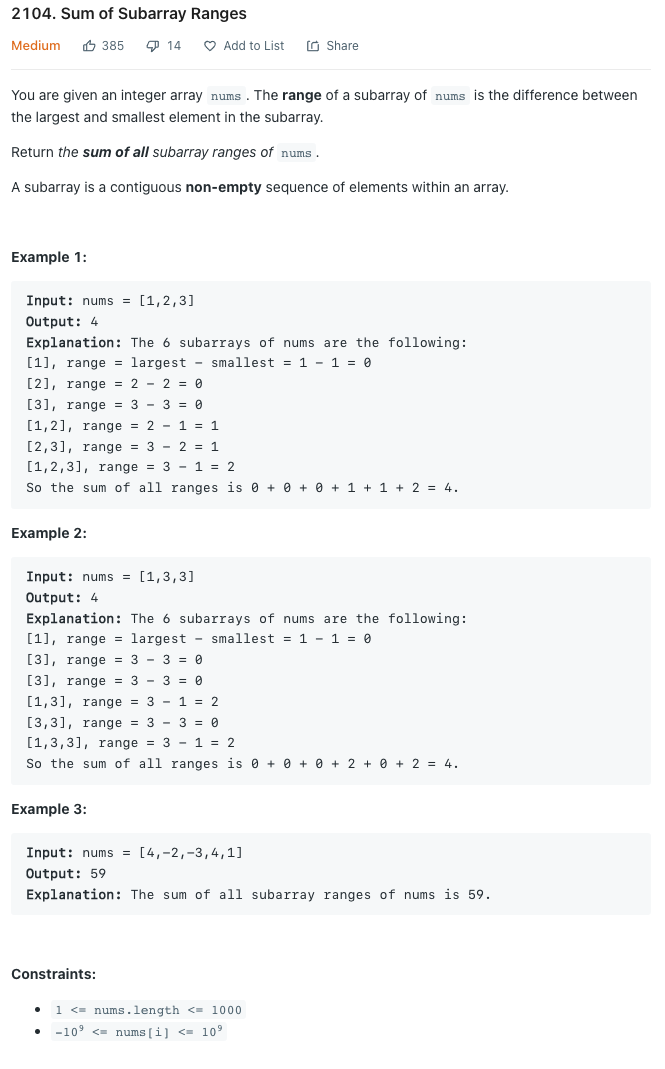 2104. Sum of Subarray Ranges
Medium 385 14 Add to List Share
You are given an integer array nums . The range of a subarray of nums is the difference between
the largest and smallest element in the subarray.
Return the sum of all subarray ranges of nums .
A subarray is a contiguous non-empty sequence of elements within an array.
Example 1:
Input: nums = [1,2,3]
Output: 4
Explanation: The 6 subarrays of nums are the following:
[1], range = largest − smallest = 1 − 1 = 0
[2], range = 2 − 2 = 0
[3], range = 3 − 3 = 0
[1,2], range = 2 − 1 = 1
[2,3], range = 3 − 2 = 1
[1,2,3], range = 3 − 1 = 2
So the sum of all ranges is 0 + 0 + 0 + 1 + 1 + 2 = 4.
Example 2:
Input: nums = [1,3,3]
Output: 4
Explanation: The 6 subarrays of nums are the following:
[1], range = largest − smallest = 1 − 1 = 0
[3], range = 3 − 3 = 0
[3], range = 3 − 3 = 0
[1,3], range = 3 − 1 = 2
[3,3], range = 3 − 3 = 0
[1,3,3], range = 3 − 1 = 2
So the sum of all ranges is 0 + 0 + 0 + 2 + 0 + 2 = 4.
Example 3:
Input: nums = [4,−2,−3,4,1]
Output: 59
Explanation: The sum of all subarray ranges of nums is 59.
Constraints:
• 1 <= nums.length <= 1000
• −10⁹ <= nums[i] <= 10⁹